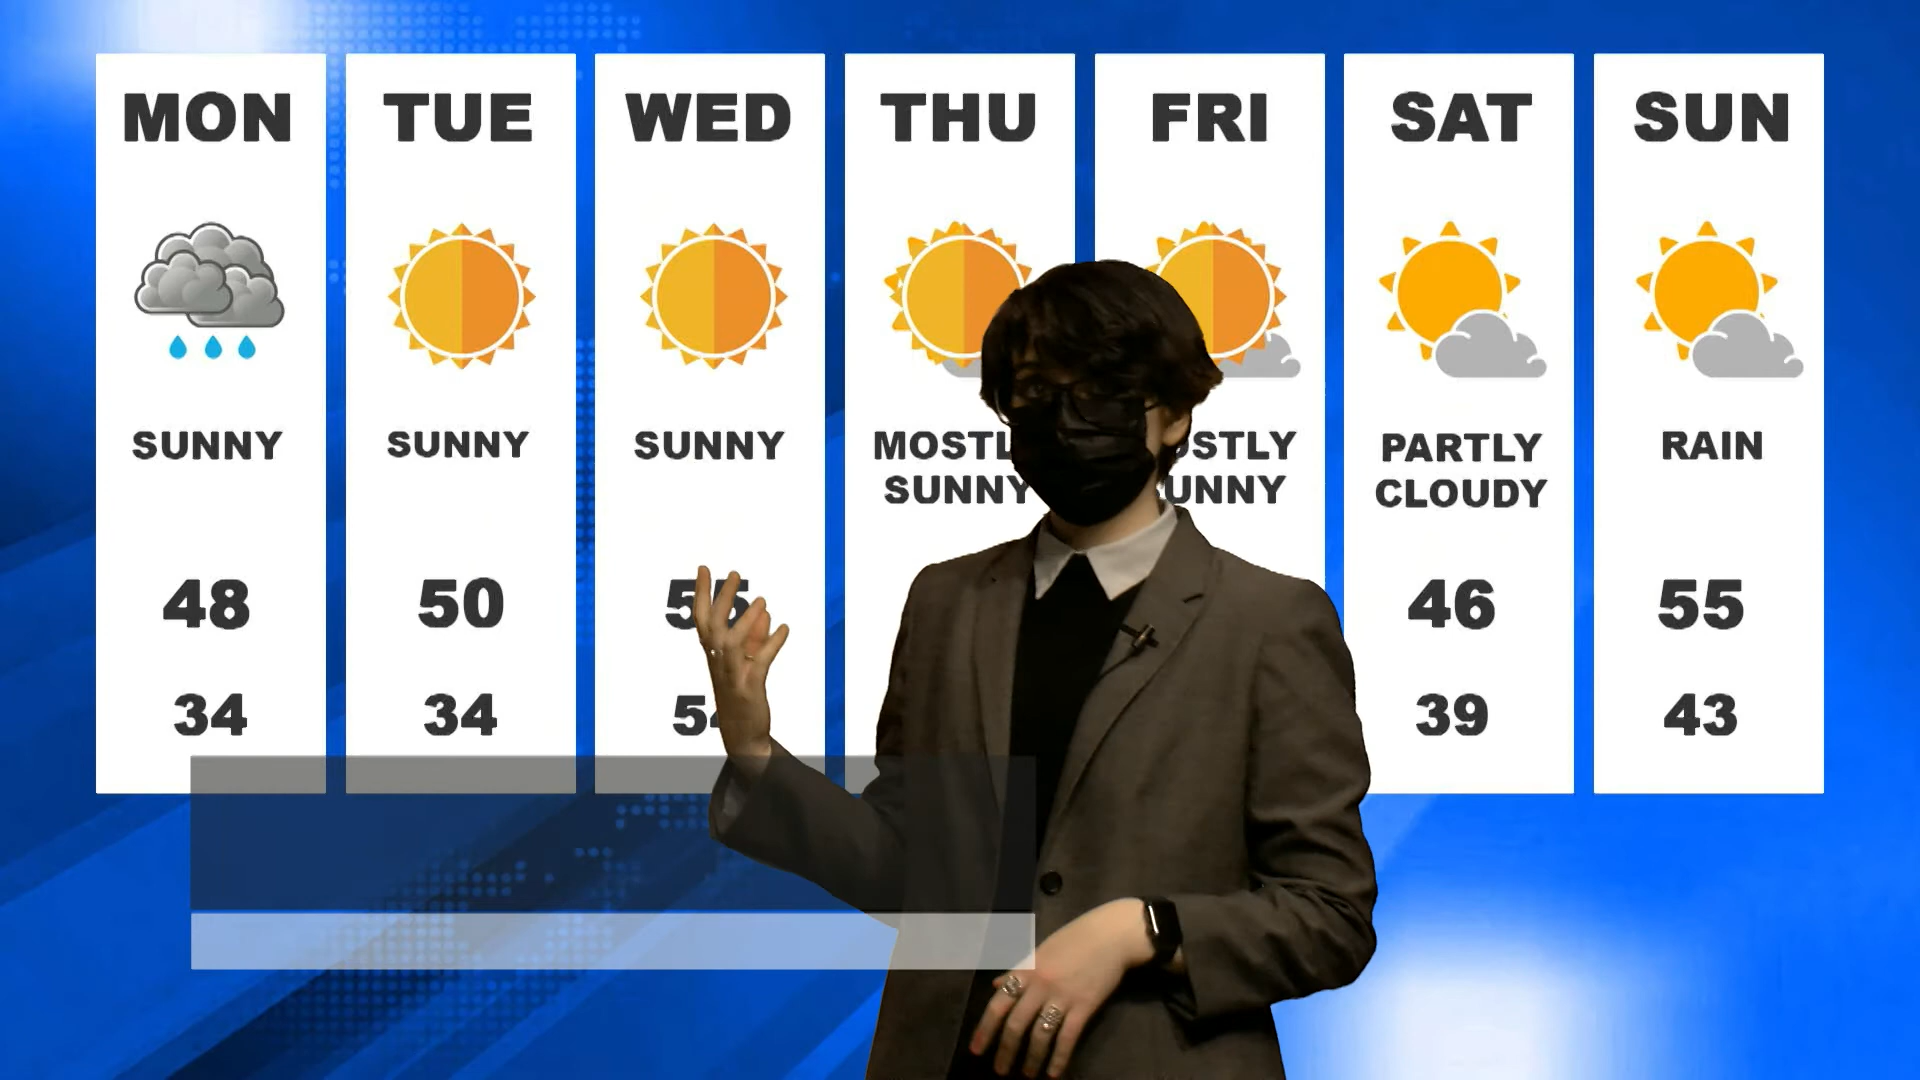 MON TUE WED THU FRI SAT SUN
SUNNY SUNNY SUNNY PARTLY RAIN
SUNNY CLOUDY
48 50 46 55
34 34 39 43